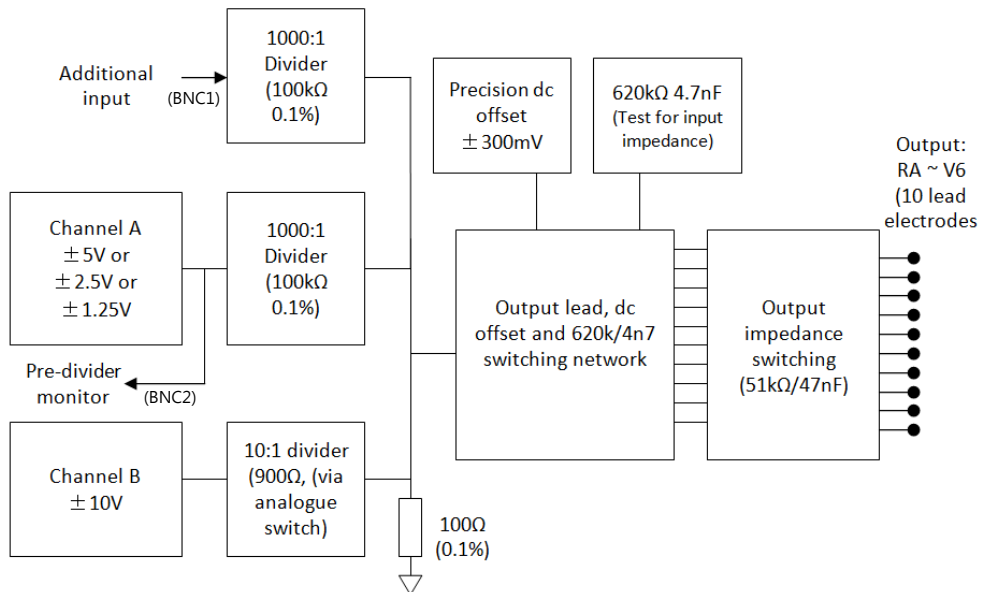 1000:1
Divider
(100kΩ
0.1%)
Additional
input
(BNC1)
Precision dc
offset
±300mV
620kΩ 4.7nF
(Test for input
impedance)
Output:
RA ~ V6
(10 lead
electrodes
Channel A
±5V or
±2.5V or
±1.25V
1000:1
Divider
(100kΩ
0.1%)
Output lead, dc
offset and 620k/4n7
switching network
Output
impedance
switching
(51kΩ/47nF)
Pre-divider
monitor
(BNC2)
Channel B
±10V
10:1 divider
(900Ω, (via
analogue
switch)
100Ω
(0.1%)